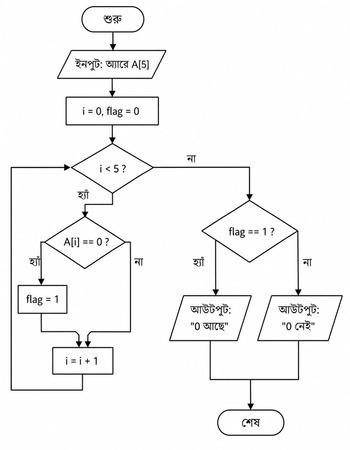 শুরু
ইনপুট: অ্যারে A[5]
i = 0, flag = 0
i < 5 ?
না
হ্যাঁ
A[i] == 0 ?
flag == 1 ?
হ্যাঁ
না
হ্যাঁ
না
flag = 1
আউটপুট:
"0 আছে"
আউটপুট:
"0 নেই"
i = i + 1
শেষ